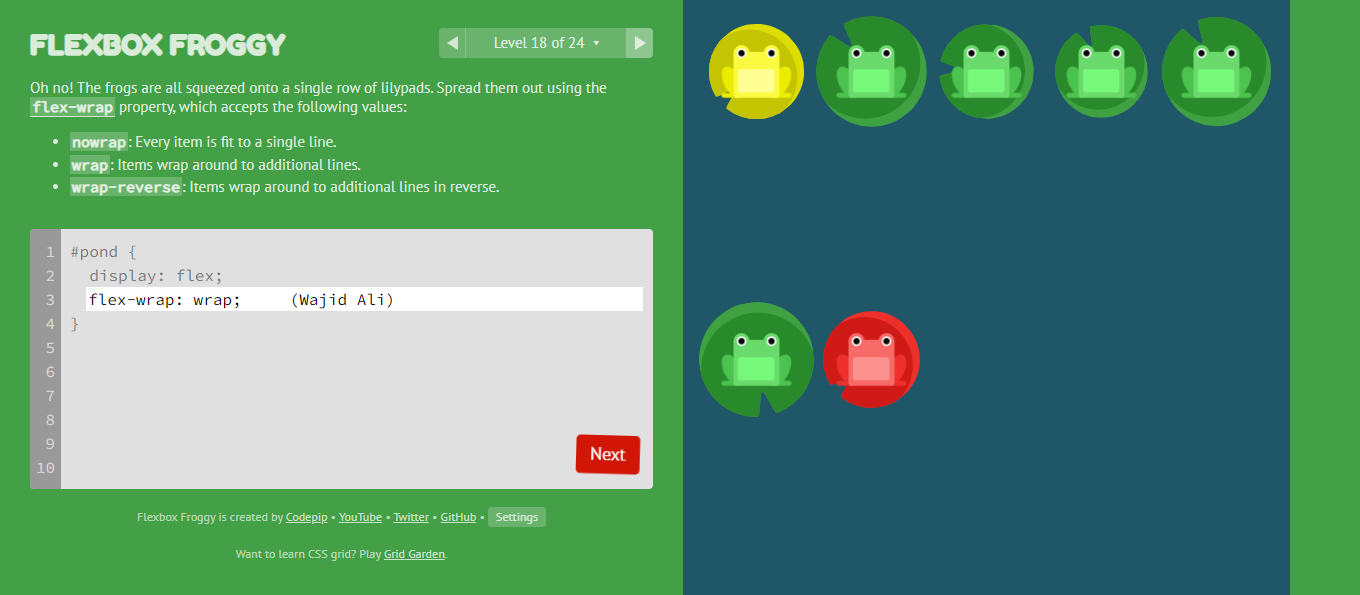 FLEXBOX FROGGY
Level 18 of 24
Oh no! The frogs are all squeezed onto a single row of lilypads. Spread them out using the
flex-wrap property, which accepts the following values:
• nowrap: Every item is fit to a single line.
• wrap: Items wrap around to additional lines.
• wrap-reverse: Items wrap around to additional lines in reverse.
1 #pond {
2 display: flex;
3 flex-wrap: wrap; (Wajid Ali)
4 }
5
6
7
8
9
10
Next
Flexbox Froggy is created by Codepip • YouTube • Twitter • GitHub • Settings
Want to learn CSS grid? Play Grid Garden.